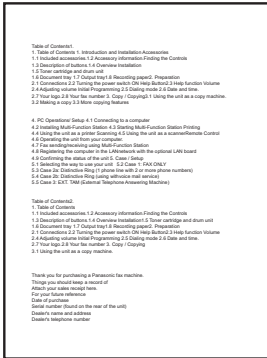 Table of Contents1.
1. Table of Contents 1. Introduction and Installation Accessories
1.1 Included accessories.1.2 Accessory information.Finding the Controls
1.3 Description of buttons 1.4 Overview Installation
1.5 Toner cartridge and drum unit
1.6 Document tray 1.7 Output tray1.8 Recording paper2. Preparation
2.1 Connections 2.2 Turning the power switch ON Help Button2.3 Help function Volume
2.4 Adjusting volume Initial Programming 2.5 Dialing mode 2.6 Date and time.
2.7 Your logo 2.8 Your fax number 3. Copy / Copying3.1 Using the unit as a copy machine.
3.2 Making a copy 3.3 More copying features
4. PC Operational Setup 4.1 Connecting to a computer
4.2 Installing Multi-Function Station 4.3 Starting Multi-Function Station Printing
4.4 Using the unit as a printer Scanning 4.5 Using the unit as a scannerRemote Control
4.6 Operating the unit from your computer.
4.7 Fax sending/receiving using Multi-Function Station
4.8 Registering the computer in the LANnetwork with the optional LAN board
4.9 Confirming the status of the unit 5. Case / Setup
5.1 Selecting the way to use your unit 5.2 Case 1: FAX ONLY
5.3 Case 2a: Distinctive Ring (1 phone line with 2 or more phone numbers)
5.4 Case 2b: Distinctive Ring (using withvoice mail service)
5.5 Case 3: EXT. TAM (External Telephone Answering Machine)
Table of Contents2.
1. Table of Contents
1.1 Included accessories.1.2 Accessory information.Finding the Controls
1.3 Description of buttons 1.4 Overview Installation1.5 Toner cartridge and drum unit
1.6 Document tray 1.7 Output tray1.8 Recording paper2. Preparation
2.1 Connections 2.2 Turning the power switch ON Help Button2.3 Help function Volume
2.4 Adjusting volume Initial Programming 2.5 Dialing mode 2.6 Date and time.
2.7 Your logo 2.8 Your fax number 3. Copy / Copying
3.1 Using the unit as a copy machine.
Thank you for purchasing a Panasonic fax machine.
Things you should keep a record of
Attach your sales receipt here.
For your future reference
Date of purchase
Serial number (found on the rear of the unit)
Dealer's name and address
Dealer's telephone number